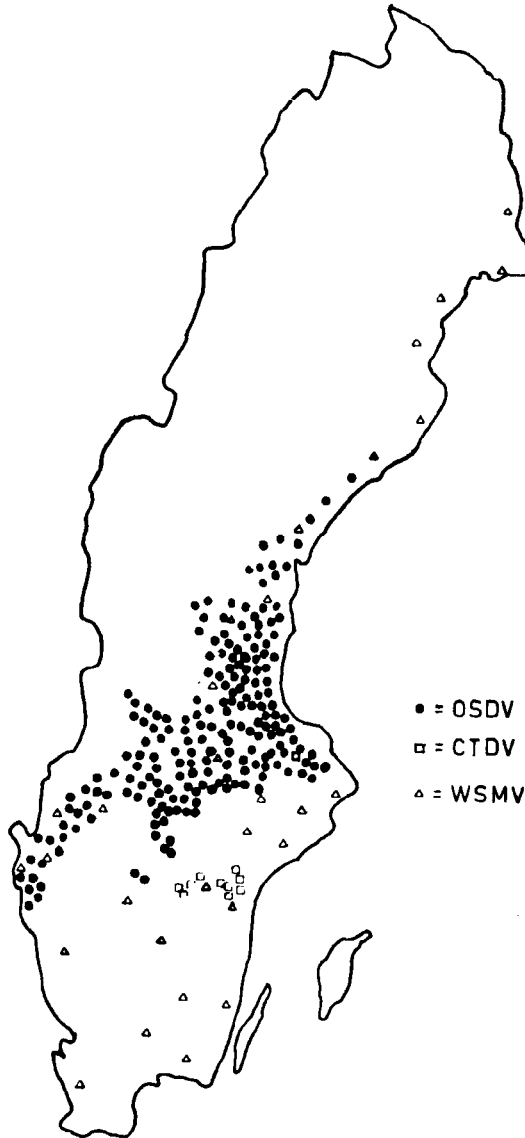 ● = OSDV
□ = CTDV
△ = WSMV